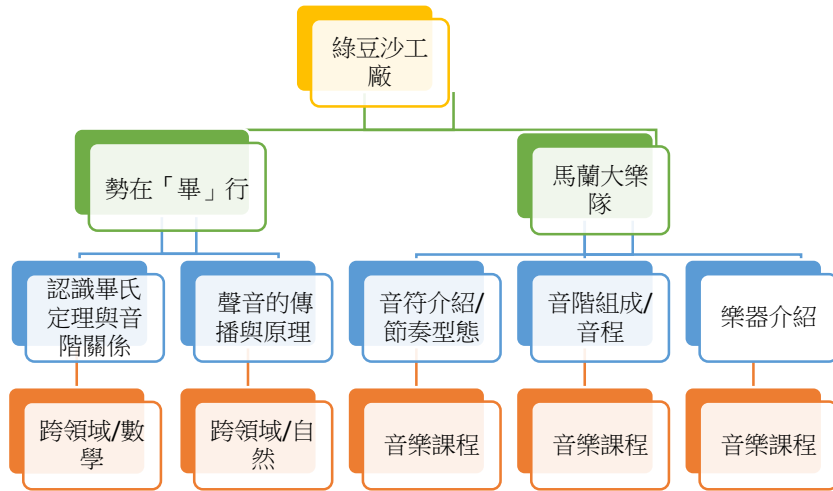 綠豆沙工
廠
勢在「畢」行
馬蘭大樂
隊
認識畢氏
定理與音
階關係
聲音的傳
播與原理
音符介紹/
節奏型態
音階組成/
音程
樂器介紹
跨領域/數
學
跨領域/自
然
音樂課程
音樂課程
音樂課程